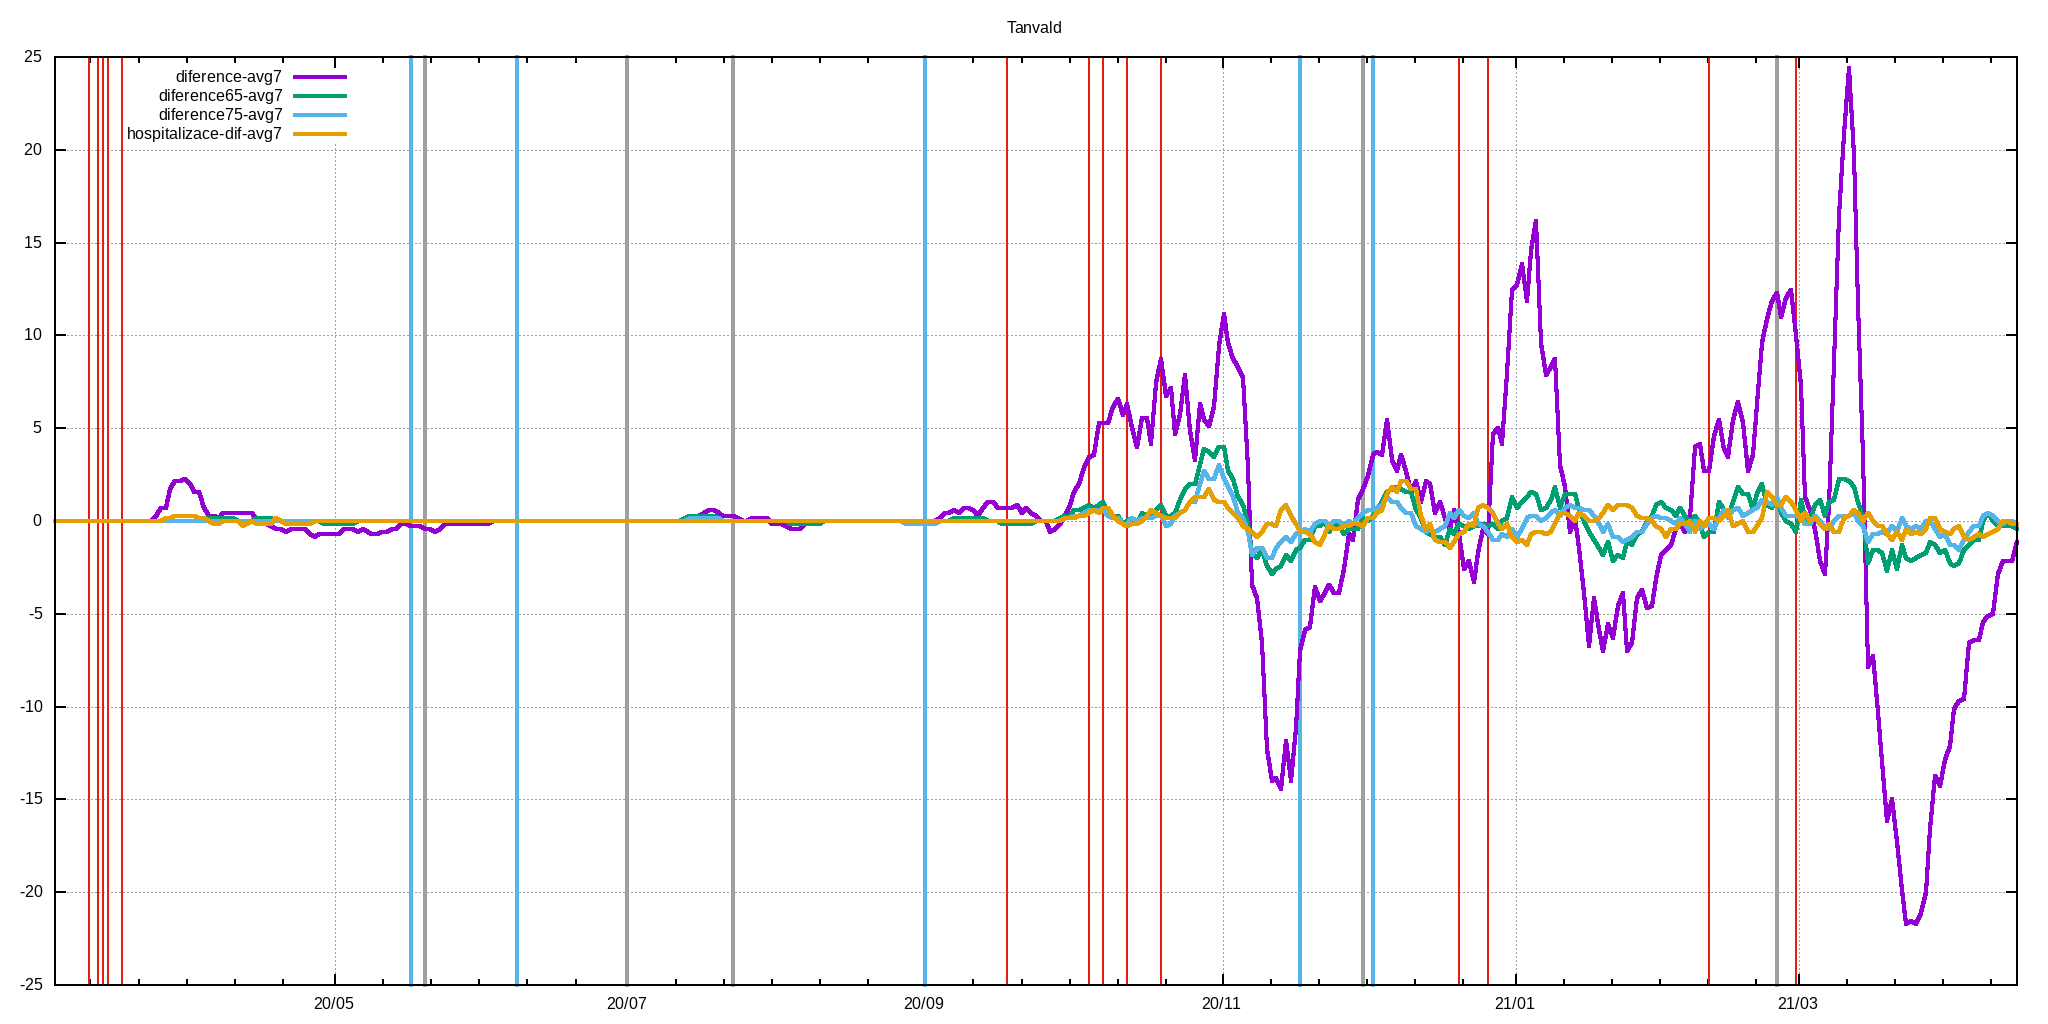 Tanvald
25
diference-avg7
diference65-avg7
diference75-avg7
hospitalizace-dif-avg7
20
15
10
5
0
-5
-10
-15
-20
-25
20/05 20/07 20/09 20/11 21/01 21/03